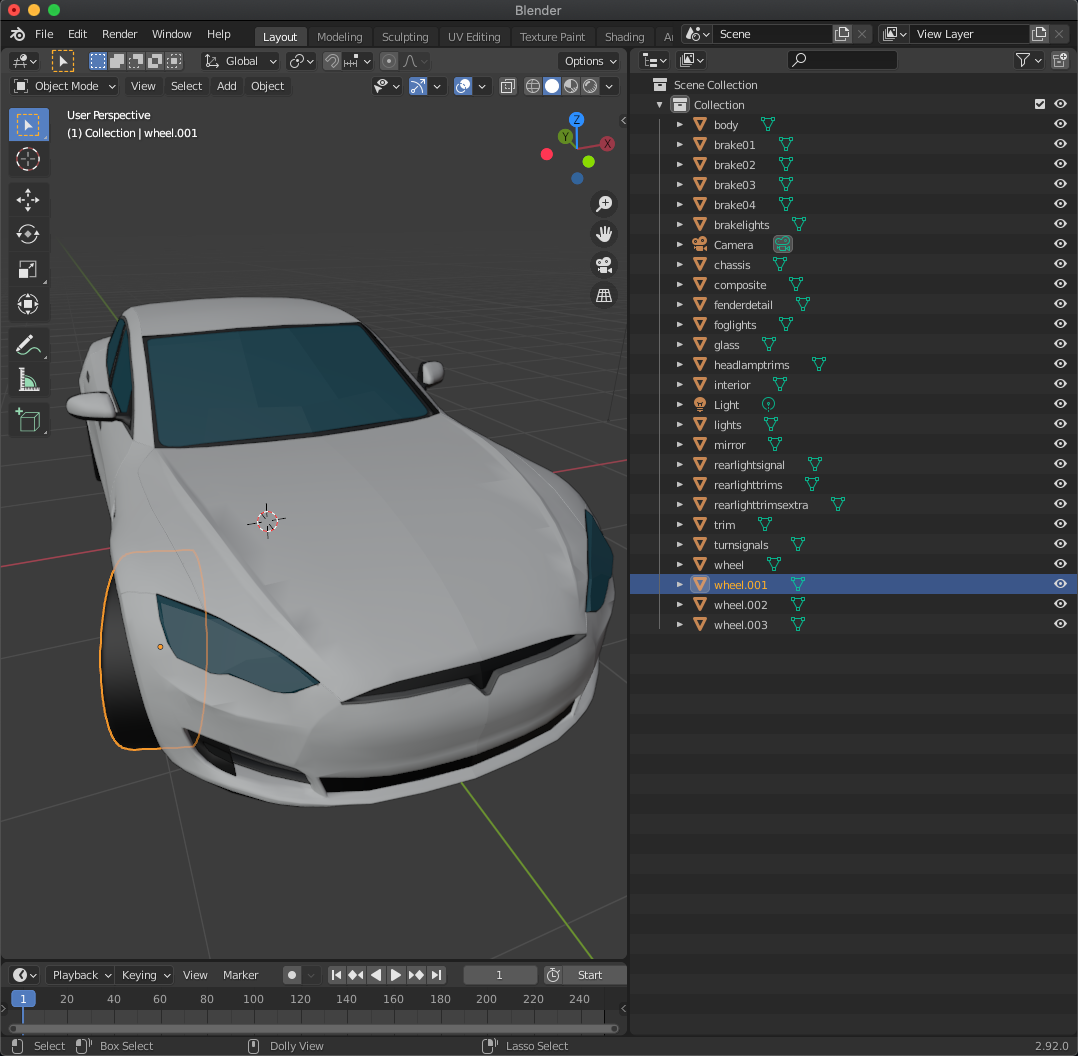 Blender
File Edit Render Window Help Layout Modeling Sculpting UV Editing Texture Paint Shading A Scene View Layer
Global Options
Object Mode View Select Add Object
User Perspective
(1) Collection | wheel.001
Z
Y
X
Scene Collection
Collection
body
brake01
brake02
brake03
brake04
brakelights
Camera
chassis
composite
fenderdetail
foglights
glass
headlamptrims
interior
Light
lights
mirror
rearlightsignal
rearlighttrims
rearlighttrimsextra
trim
turnsignals
wheel
wheel.001
wheel.002
wheel.003
Playback Keying View Marker 1 Start
1 20 40 60 80 100 120 140 160 180 200 220 240
Select Box Select Dolly View Lasso Select 2.92.0